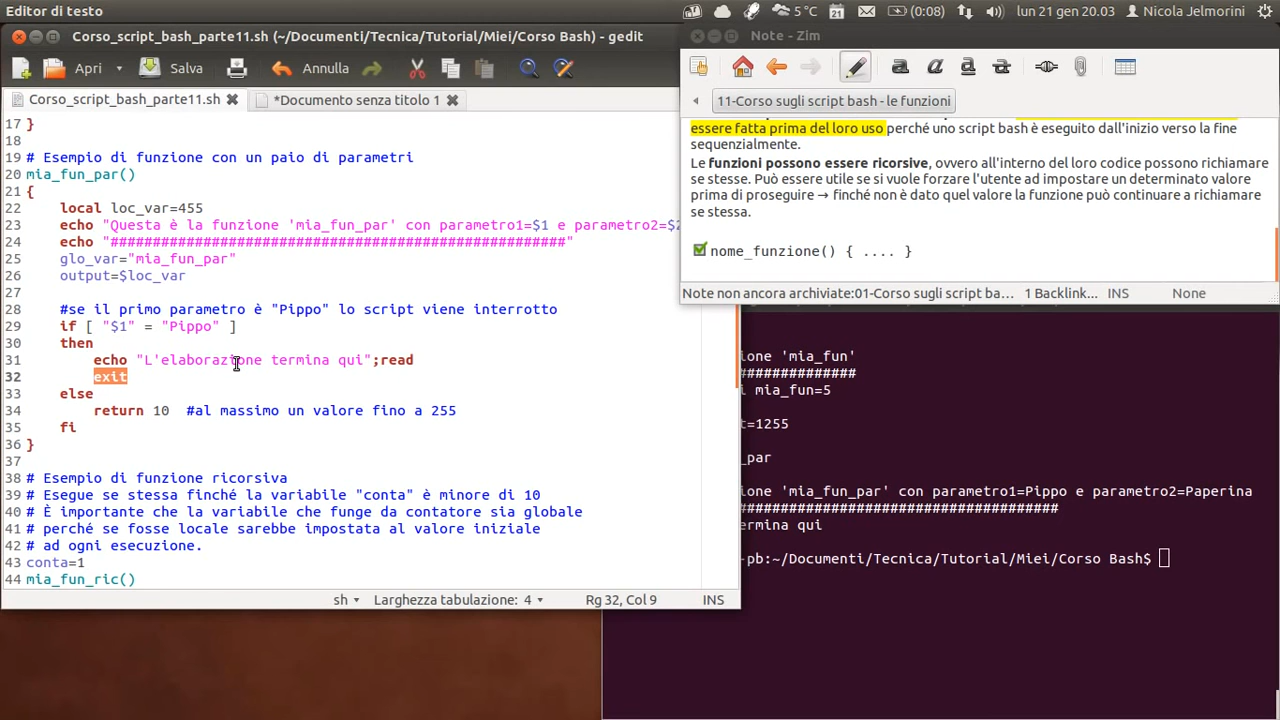 Editor di testo
5 °C
21
(0:08)
lun 21 gen 20.03
Nicola Jelmorini
Corso_script_bash_parte11.sh (~/Documenti/Tecnica/Tutorial/Miei/Corso Bash) - gedit
Apri
Salva
Annulla
Corso_script_bash_parte11.sh
*Documento senza titolo 1
17 }
18
19 # Esempio di funzione con un paio di parametri
20 mia_fun_par()
21 {
22 local loc_var=455
23 echo "Questa è la funzione 'mia_fun_par' con parametro1=$1 e parametro2=$2
24 echo "######################################################"
25 glo_var="mia_fun_par"
26 output=$loc_var
27
28 #se il primo parametro è "Pippo" lo script viene interrotto
29 if [ "$1" = "Pippo" ]
30 then
31 echo "L'elaborazione termina qui";read
32 exit
33 else
34 return 10 #al massimo un valore fino a 255
35 fi
36 }
37
38 # Esempio di funzione ricorsiva
39 # Esegue se stessa finché la variabile "conta" è minore di 10
40 # È importante che la variabile che funge da contatore sia globale
41 # perché se fosse locale sarebbe impostata al valore iniziale
42 # ad ogni esecuzione.
43 conta=1
44 mia_fun_ric()
sh
Larghezza tabulazione: 4
Rg 32, Col 9
INS
Note - Zim
11-Corso sugli script bash - le funzioni
essere fatta prima del loro uso perché uno script bash è eseguito dall'inizio verso la fine
sequenzialmente.
Le funzioni possono essere ricorsive, ovvero all'interno del loro codice possono richiamare
se stesse. Può essere utile se si vuole forzare l'utente ad impostare un determinato valore
prima di proseguire → finché non è dato quel valore la funzione può continuare a richiamare
se stessa.
nome_funzione() { .... }
Note non ancora archiviate:01-Corso sugli script ba...
1 Backlink...
INS
None
ione 'mia_fun'
##############
i mia_fun=5
t=1255
_par
ione 'mia_fun_par' con parametro1=Pippo e parametro2=Paperina
######################################
ermina qui
-pb:~/Documenti/Tecnica/Tutorial/Miei/Corso Bash$